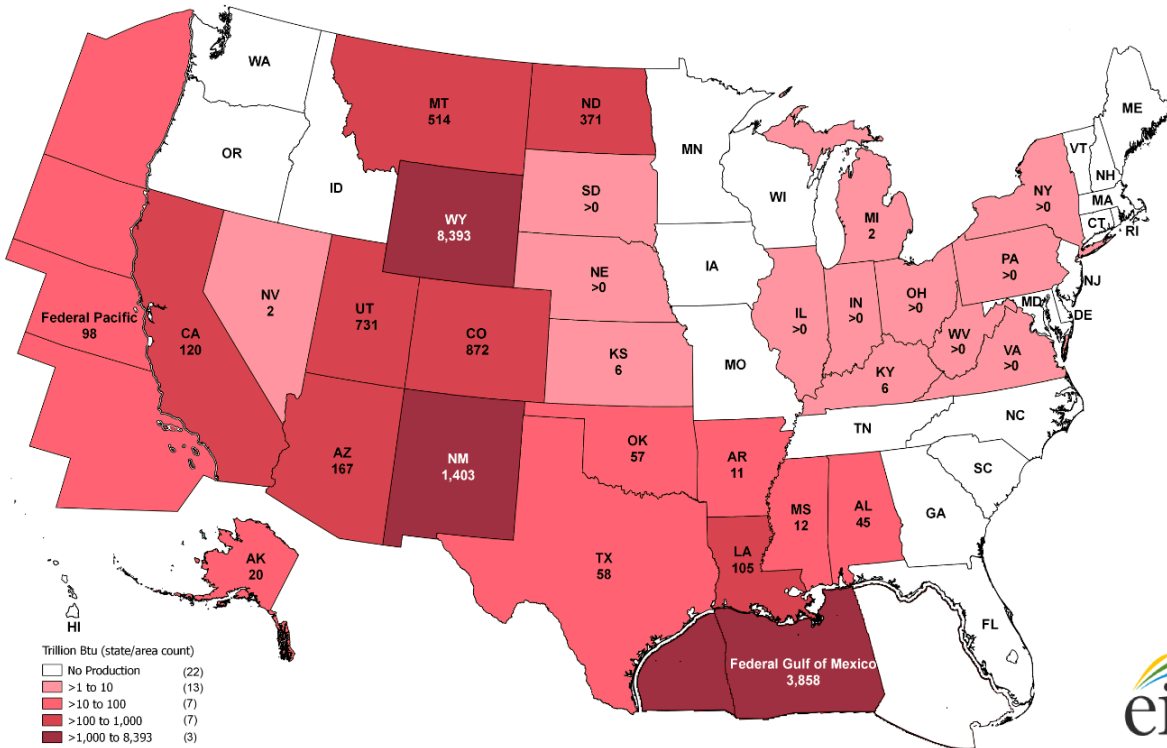 WA
MT
514
ND
371
MN
ME
VT
NH
MA
CT
RI
OR
ID
WI
SD
>0
WY
8,393
MI
2
NY
>0
IA
NE
>0
PA
>0
NJ
MD
DE
NV
2
Federal Pacific
98
CA
120
UT
731
CO
872
IL
>0
IN
>0
OH
>0
WV
>0
VA
>0
KS
6
MO
KY
6
NC
TN
AZ
167
NM
1,403
OK
57
AR
11
SC
MS
12
AL
45
GA
AK
20
TX
58
LA
105
HI
FL
Federal Gulf of Mexico
3,858
Trillion Btu (state/area count)
No Production (22)
>1 to 10 (13)
>10 to 100 (7)
>100 to 1,000 (7)
>1,000 to 8,393 (3)
ei